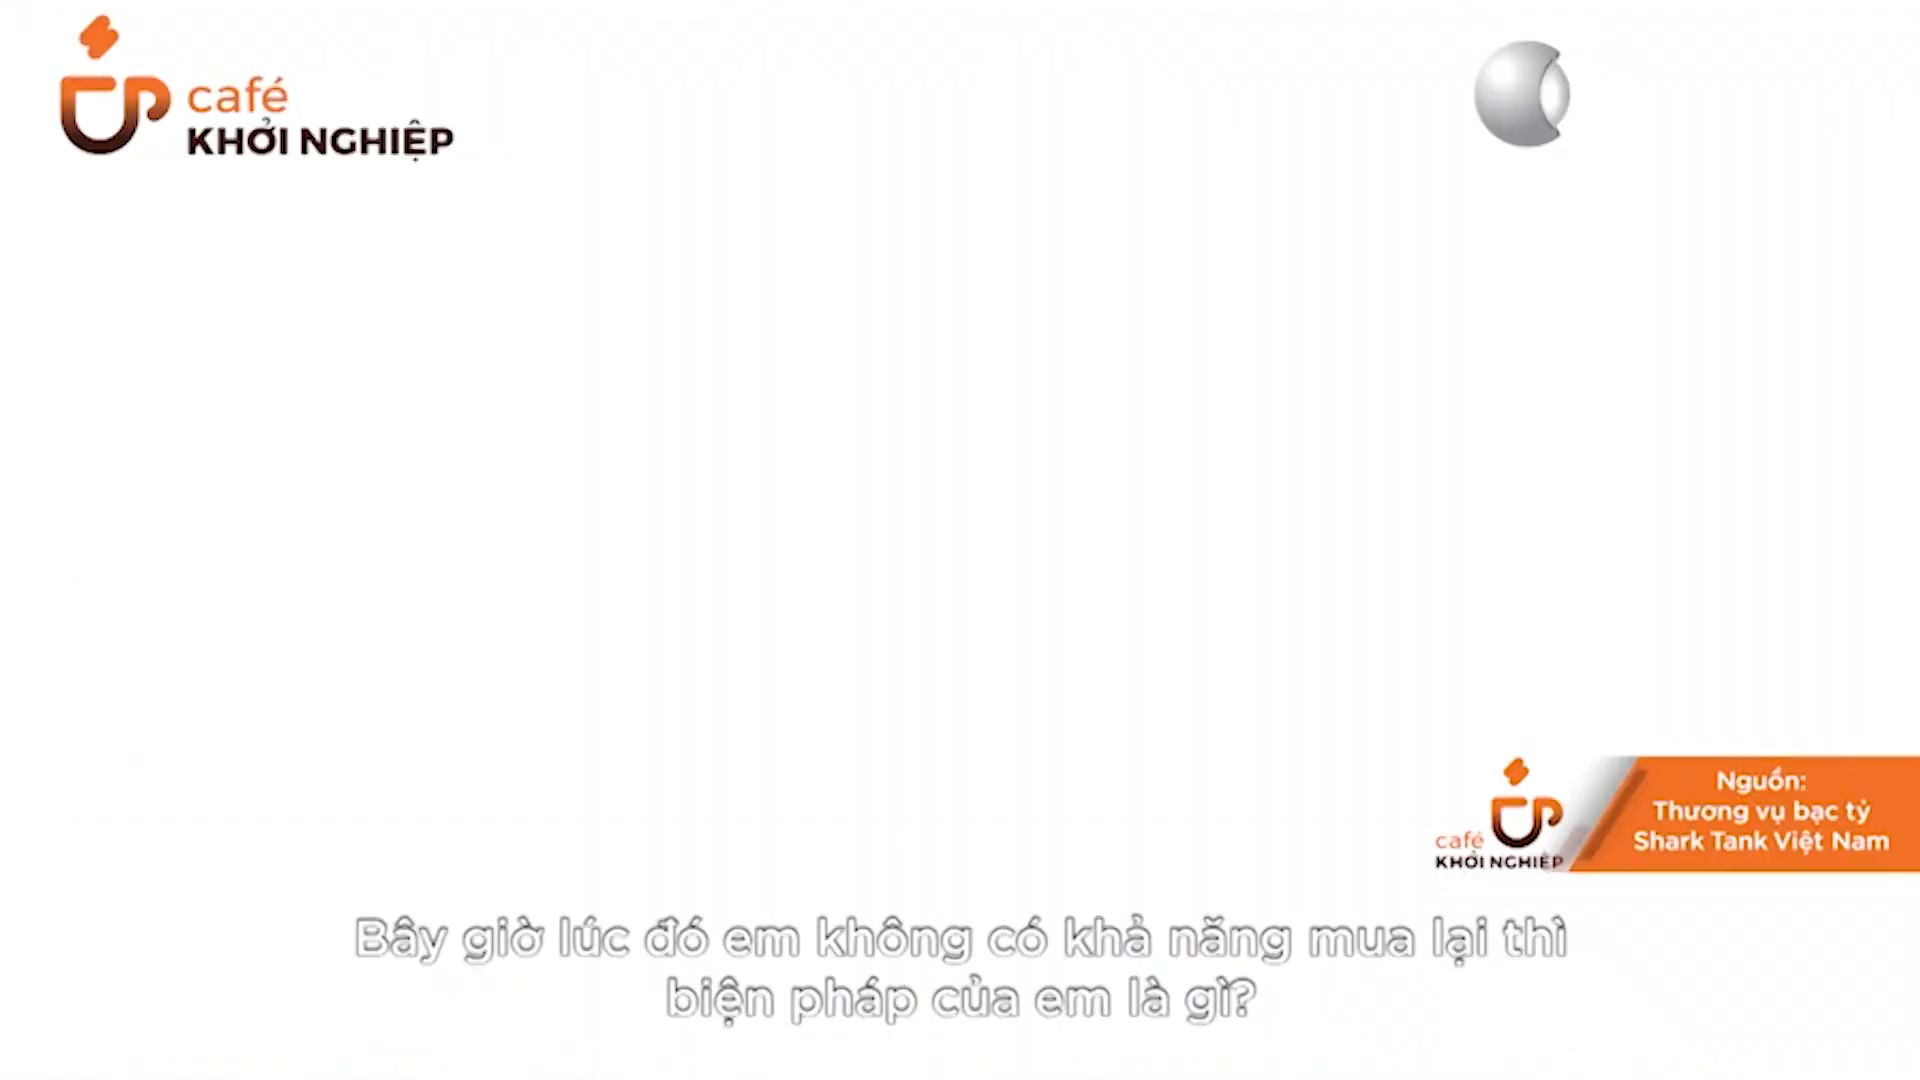 café
KHỞI NGHIỆP
Nguồn:
Thương vụ bạc tỷ
Shark Tank Việt Nam
café
KHỞI NGHIỆP
Bây giờ lúc đó em không có khả năng mua lại thì
biện pháp của em là gì?